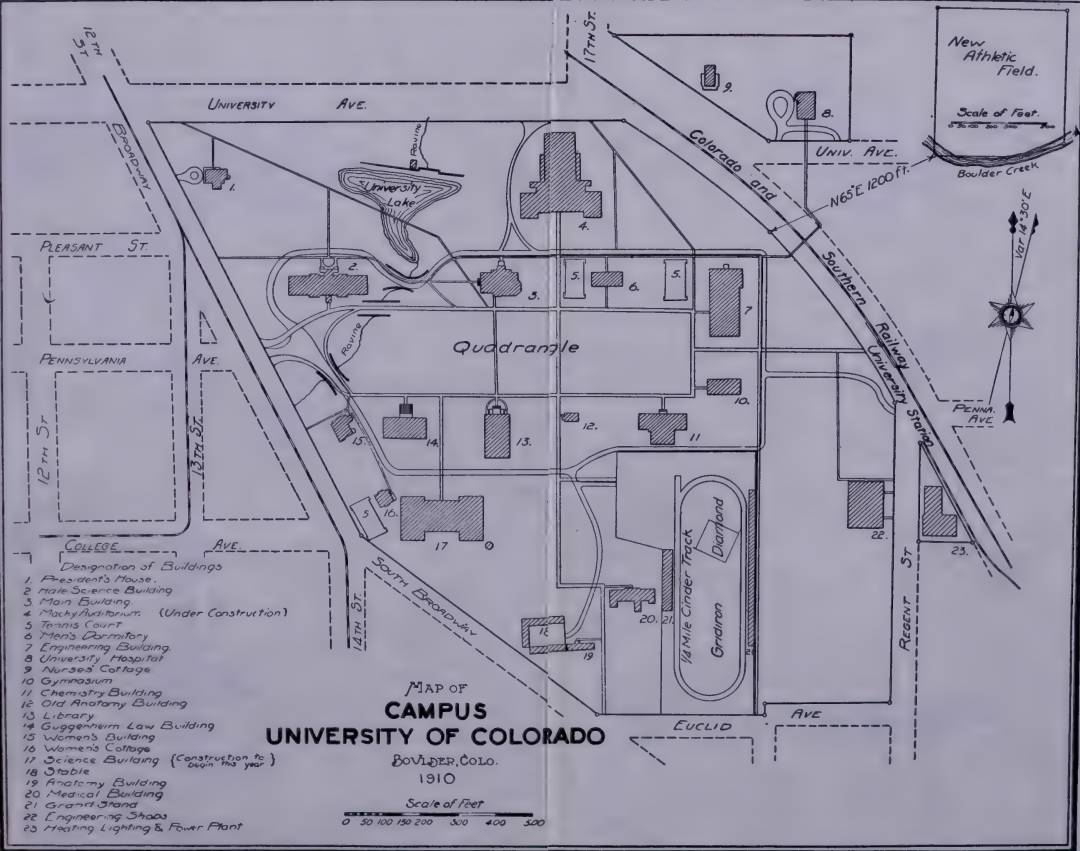 12TH ST
17TH ST.
New
Athletic
Field.
Scale of Feet.
UNIVERSITY AVE.
BROADWAY
Ravine
University
Lake
1.
9.
8.
UNIV. AVE.
Boulder Creek
N65°E 1200 ft.
Colorado and Southern Railway
University Station
Var 14°30'E
PLEASANT ST.
2.
3.
4.
5.
6.
5.
7
Ravine
Quadrangle
PENNSYLVANIA AVE.
PENNA. AVE
12TH ST
13TH ST.
10.
15.
14.
13.
12.
11
5
16.
17
¼ Mile Cinder Track
Gridiron
Diamond
22.
23.
REGENT ST
COLLEGE AVE.
14TH ST.
SOUTH BROADWAY
18
19
20.
21.
EUCLID AVE
Designation of Buildings
1. President's House.
2 Hale Science Building
3. Main Building.
4 Macky Auditorium (Under Construction)
5 Tennis Court
6 Men's Dormitory
7 Engineering Building.
8 University Hospital
9 Nurses' Cottage
10 Gymnasium
11 Chemistry Building
12 Old Anatomy Building
13 Library
14 Guggenheim Law Building
15 Women's Building
16 Women's Cottage
17 Science Building {Construction to begin this year}
18 Stable
19 Anatomy Building
20 Medical Building
21 Grand Stand
22 Engineering Shops
23 Heating Lighting & Power Plant
MAP OF
CAMPUS
UNIVERSITY OF COLORADO
BOULDER, COLO.
1910
Scale of Feet
0 50 100 150 200 300 400 500